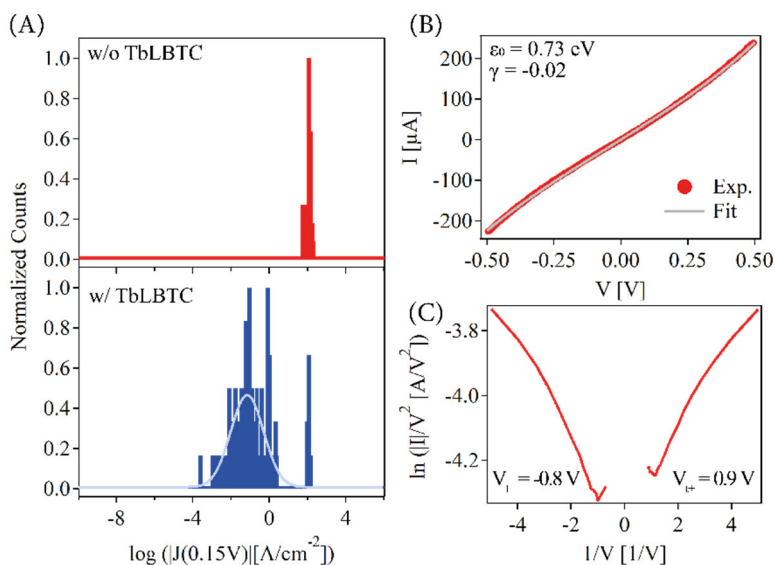 (A)
w/o TbLBTC
1.0
0.8
0.6
0.4
0.2
0.0
w/ TbLBTC
1.0
0.8
0.6
0.4
0.2
0.0
Normalized Counts
-8
-4
0
4
log (|J(0.15V)|[A/cm⁻²])
(B)
ε₀ = 0.73 eV
γ = -0.02
200
100
0
-100
-200
I [µA]
Exp.
Fit
-0.50
-0.25
0.00
0.25
0.50
V [V]
(C)
-3.8
-4.0
-4.2
ln (|I|/V² [A/V²])
V₋ₜ = -0.8 V
Vₜ₊ = 0.9 V
-4
-2
0
2
4
1/V [1/V]